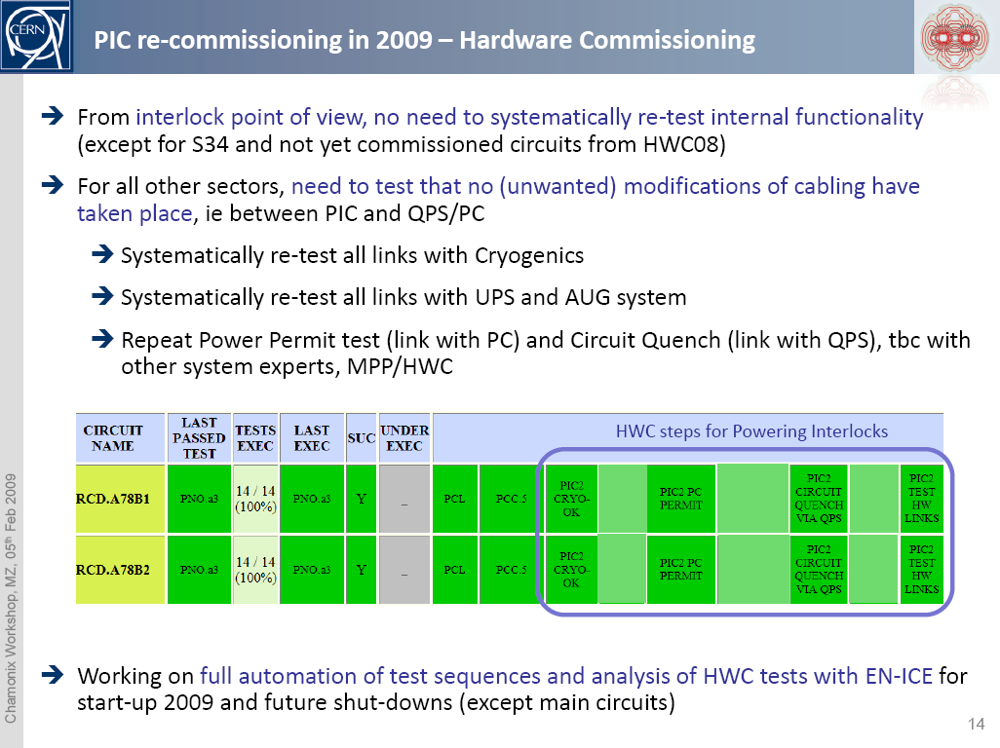 CERN
PIC re-commissioning in 2009 – Hardware Commissioning
➔ From interlock point of view, no need to systematically re-test internal functionality
(except for S34 and not yet commissioned circuits from HWC08)
➔ For all other sectors, need to test that no (unwanted) modifications of cabling have
taken place, ie between PIC and QPS/PC
➔ Systematically re-test all links with Cryogenics
➔ Systematically re-test all links with UPS and AUG system
➔ Repeat Power Permit test (link with PC) and Circuit Quench (link with QPS), tbc with
other system experts, MPP/HWC
CIRCUIT
NAME
LAST
PASSED
TEST
TESTS
EXEC
LAST
EXEC
SUC
UNDER
EXEC
HWC steps for Powering Interlocks
RCD.A78B1
PNO.a3
14 / 14
(100%)
PNO.a3
Y
_
PCL
PCC.5
PIC2
CRYO-
OK
PIC2 PC
PERMIT
PIC2
CIRCUIT
QUENCH
VIA QPS
PIC2
TEST
HW
LINKS
RCD.A78B2
PNO.a3
14 / 14
(100%)
PNO.a3
Y
_
PCL
PCC.5
PIC2
CRYO-
OK
PIC2 PC
PERMIT
PIC2
CIRCUIT
QUENCH
VIA QPS
PIC2
TEST
HW
LINKS
➔ Working on full automation of test sequences and analysis of HWC tests with EN-ICE for
start-up 2009 and future shut-downs (except main circuits)
Chamonix Workshop, MZ, 05th Feb 2009
14